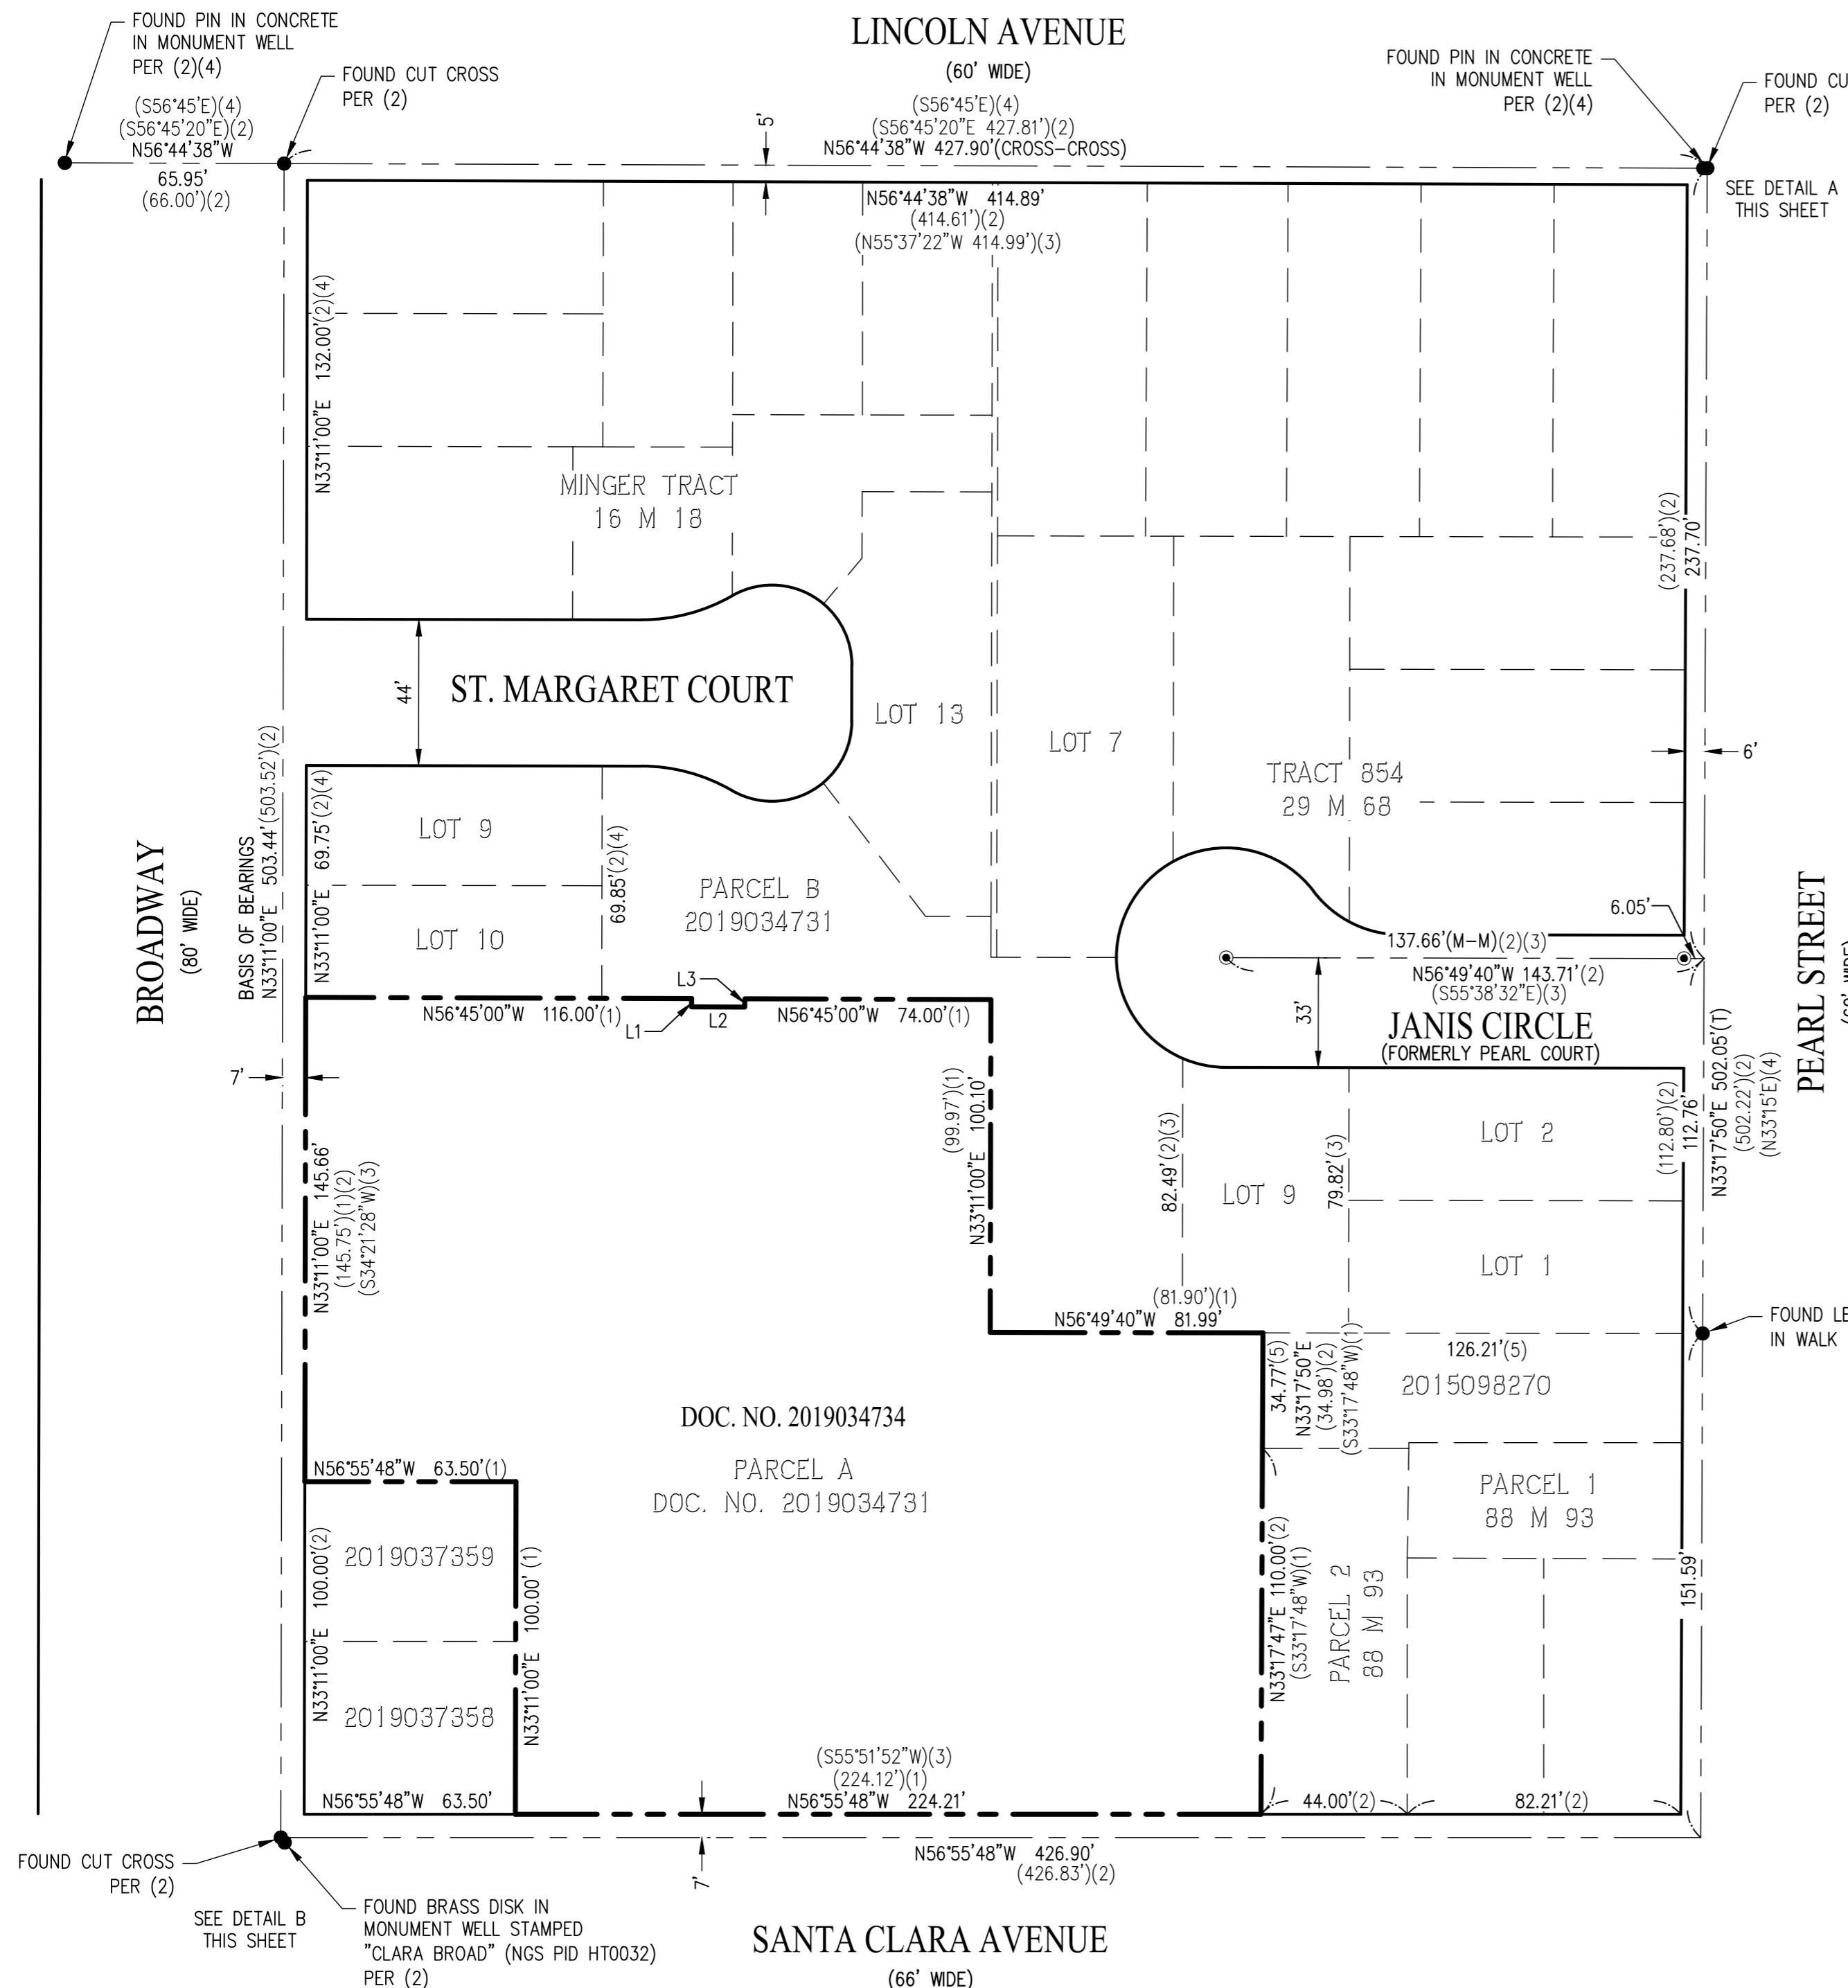 FOUND PIN IN CONCRETE
IN MONUMENT WELL
PER (2)(4)
FOUND CUT CROSS
PER (2)
LINCOLN AVENUE
(60' WIDE)
FOUND PIN IN CONCRETE
IN MONUMENT WELL
PER (2)(4)
FOUND CU
PER (2)
(S56°45'E)(4)
(S56°45'20"E)(2)
N56°44'38"W
65.95'
(66.00')(2)
(S56°45'E)(4)
(S56°45'20"E 427.81')(2)
N56°44'38"W 427.90'(CROSS-CROSS)
5'
SEE DETAIL A
THIS SHEET
N56°44'38"W 414.89'
(414.61')(2)
(N55°37'22"W 414.99')(3)
N33°11'00"E 132.00'(2)(4)
MINGER TRACT
16 M 18
(237.68')(2)
237.70'
44'
ST. MARGARET COURT
LOT 13
LOT 7
TRACT 854
29 M 68
6'
BROADWAY
(80' WIDE)
BASIS OF BEARINGS
N33°11'00"E 503.44'(503.52')(2)
N33°11'00"E 69.75'(2)(4)
LOT 9
LOT 10
69.85'(2)(4)
PARCEL B
2019034731
6.05'
137.66'(M-M)(2)(3)
N56°49'40"W 143.71'(2)
(S55°38'32"E)(3)
33'
JANIS CIRCLE
(FORMERLY PEARL COURT)
PEARL STREET
N33°17'50"E 502.05'(T)
(502.22')(2)
(N33°15'E)(4)
N56°45'00"W 116.00'(1)
L1
L2
L3
N56°45'00"W 74.00'(1)
7'
N33°11'00"E 145.66'
(145.75')(1)(2)
(S34°21'28"W)(3)
(99.97')(1)
N33°11'00"E 100.10'
82.49'(2)(3)
LOT 9
79.82'(3)
LOT 2
LOT 1
(112.80')(2)
112.76'
(81.90')(1)
N56°49'40"W 81.99'
FOUND LE
IN WALK
34.77'(5)
N33°17'50"E
(34.98')(2)
(S33°17'48"W)(1)
126.21'(5)
2015098270
DOC. NO. 2019034734
PARCEL A
DOC. NO. 2019034731
N56°55'48"W 63.50'(1)
N33°11'00"E 100.00'(2)
2019037359
2019037358
N33°11'00"E 100.00' (1)
N33°17'47"E 110.00'(2)
(S33°17'48"W)(1)
PARCEL 2
88 M 93
PARCEL 1
88 M 93
151.59'
N56°55'48"W 63.50'
(S55°51'52"W)(3)
(224.12')(1)
N56°55'48"W 224.21'
44.00'(2)
82.21'(2)
7'
N56°55'48"W 426.90'
(426.83')(2)
FOUND CUT CROSS
PER (2)
SEE DETAIL B
THIS SHEET
FOUND BRASS DISK IN
MONUMENT WELL STAMPED
"CLARA BROAD" (NGS PID HT0032)
PER (2)
SANTA CLARA AVENUE
(66' WIDE)